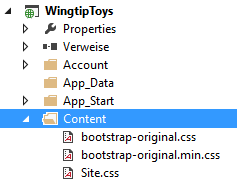 WingtipToys
Properties
Verweise
Account
App_Data
App_Start
Content
bootstrap-original.css
bootstrap-original.min.css
Site.css